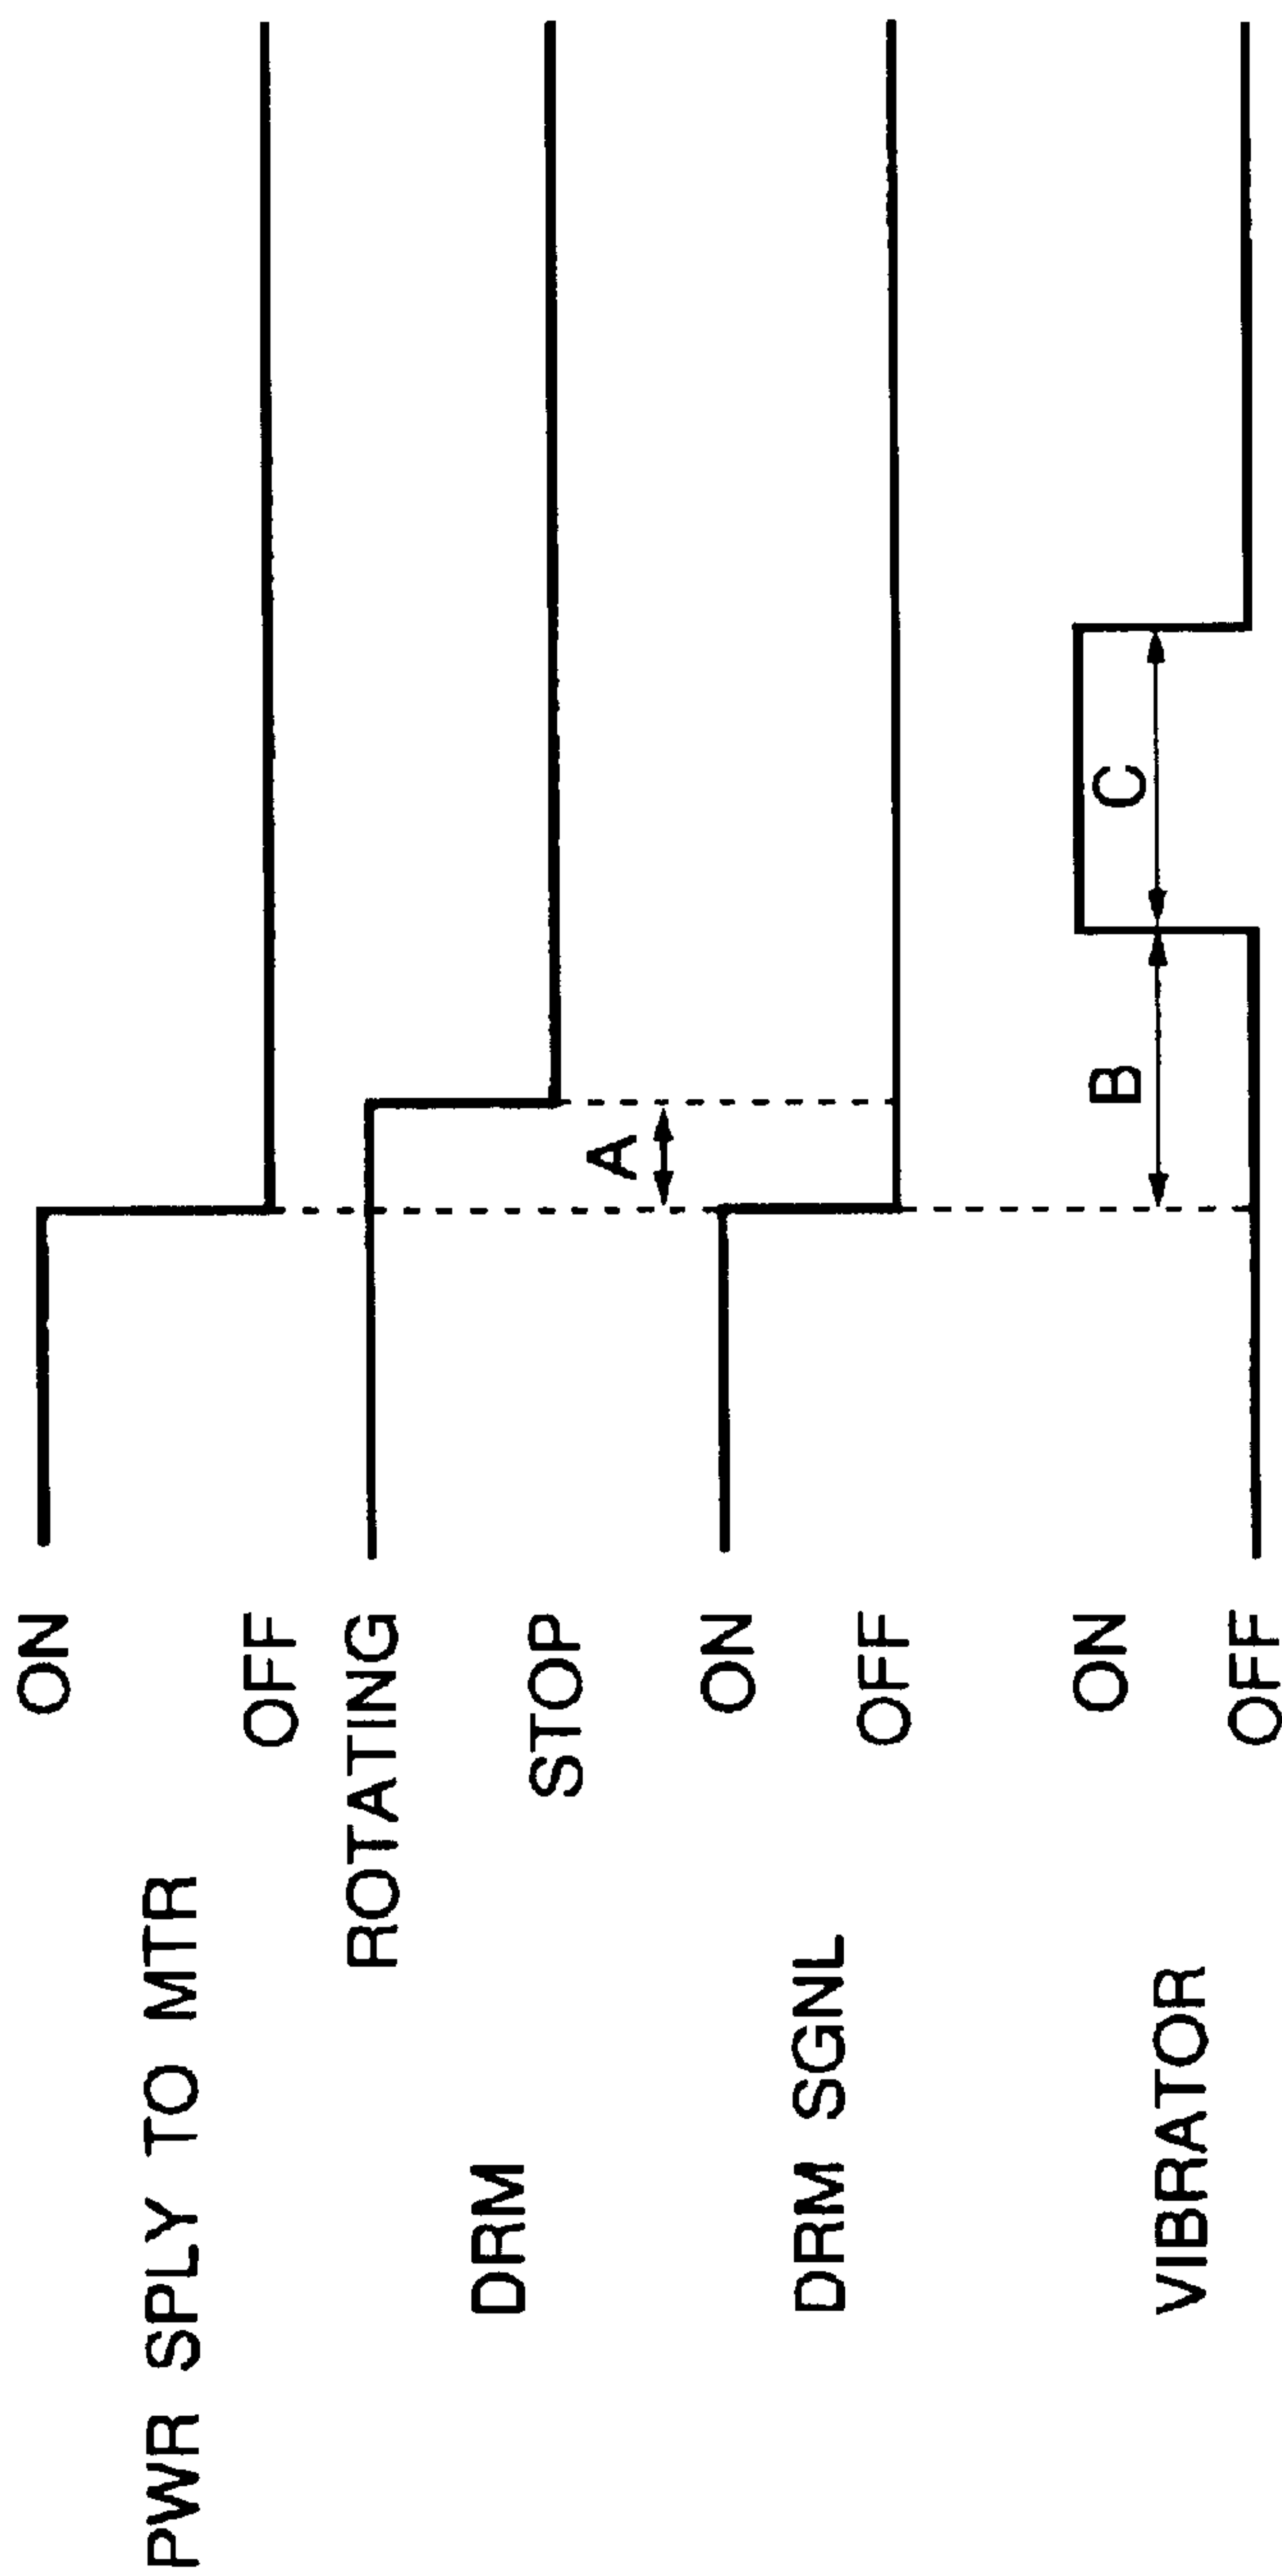 PWR SPLY TO MTR
ON
OFF
DRM
ROTATING
STOP
A
DRM SGNL
ON
OFF
VIBRATOR
ON
OFF
B
C